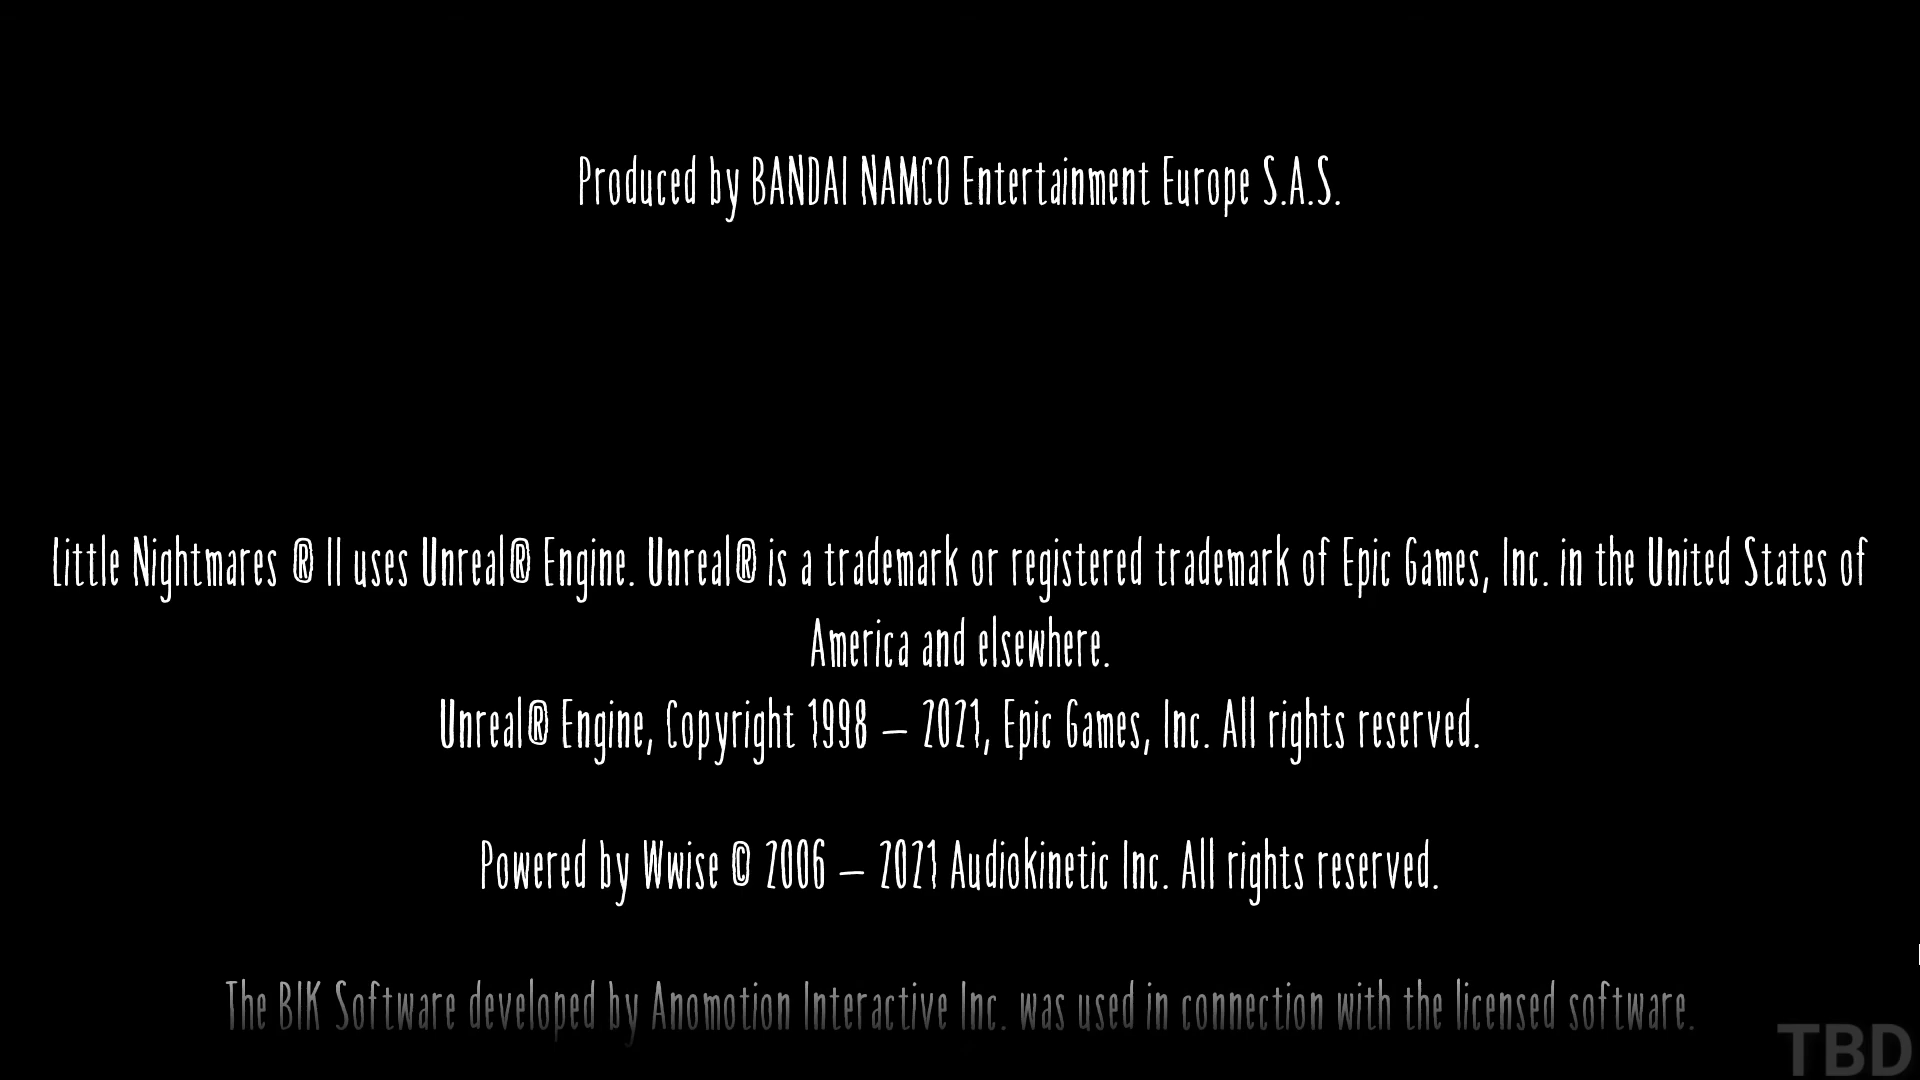 Produced by BANDAI NAMCO Entertainment Europe S.A.S.
Little Nightmares ® II uses Unreal® Engine. Unreal® is a trademark or registered trademark of Epic Games, Inc. in the United States of
America and elsewhere.
Unreal® Engine, Copyright 1998 – 2021, Epic Games, Inc. All rights reserved.
Powered by Wwise © 2006 – 2021 Audiokinetic Inc. All rights reserved.
The BIK Software developed by Anomotion Interactive Inc. was used in connection with the licensed software.
TBD